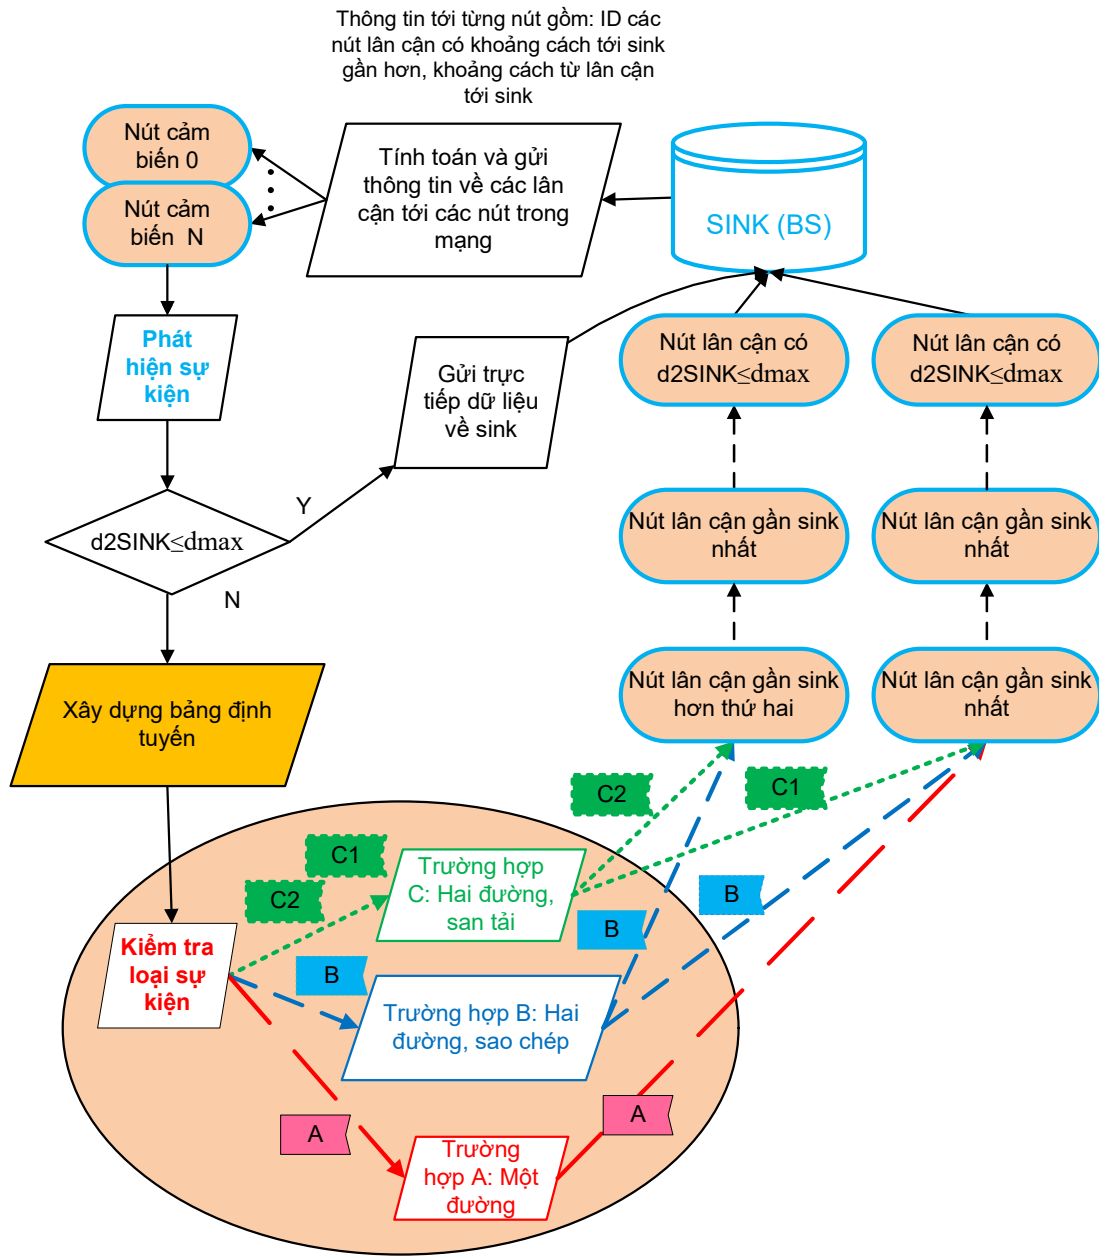 Thông tin tới từng nút gồm: ID các
nút lân cận có khoảng cách tới sink
gần hơn, khoảng cách từ lân cận
tới sink
Nút cảm
biến 0
Nút cảm
biến N
Tính toán và gửi
thông tin về các lân
cận tới các nút trong
mạng
SINK (BS)
Phát
hiện sự
kiện
Gửi trực
tiếp dữ liệu
về sink
Nút lân cận có
d2SINK≤dmax
Nút lân cận có
d2SINK≤dmax
Y
d2SINK≤dmax
N
Nút lân cận gần sink
nhất
Nút lân cận gần sink
nhất
Xây dựng bảng định
tuyến
Nút lân cận gần sink
hơn thứ hai
Nút lân cận gần sink
nhất
C2
C1
C1
C2
Trường hợp
C: Hai đường,
san tải
B
B
Kiểm tra
loại sự
kiện
B
Trường hợp B: Hai
đường, sao chép
A
A
Trường
hợp A: Một
đường